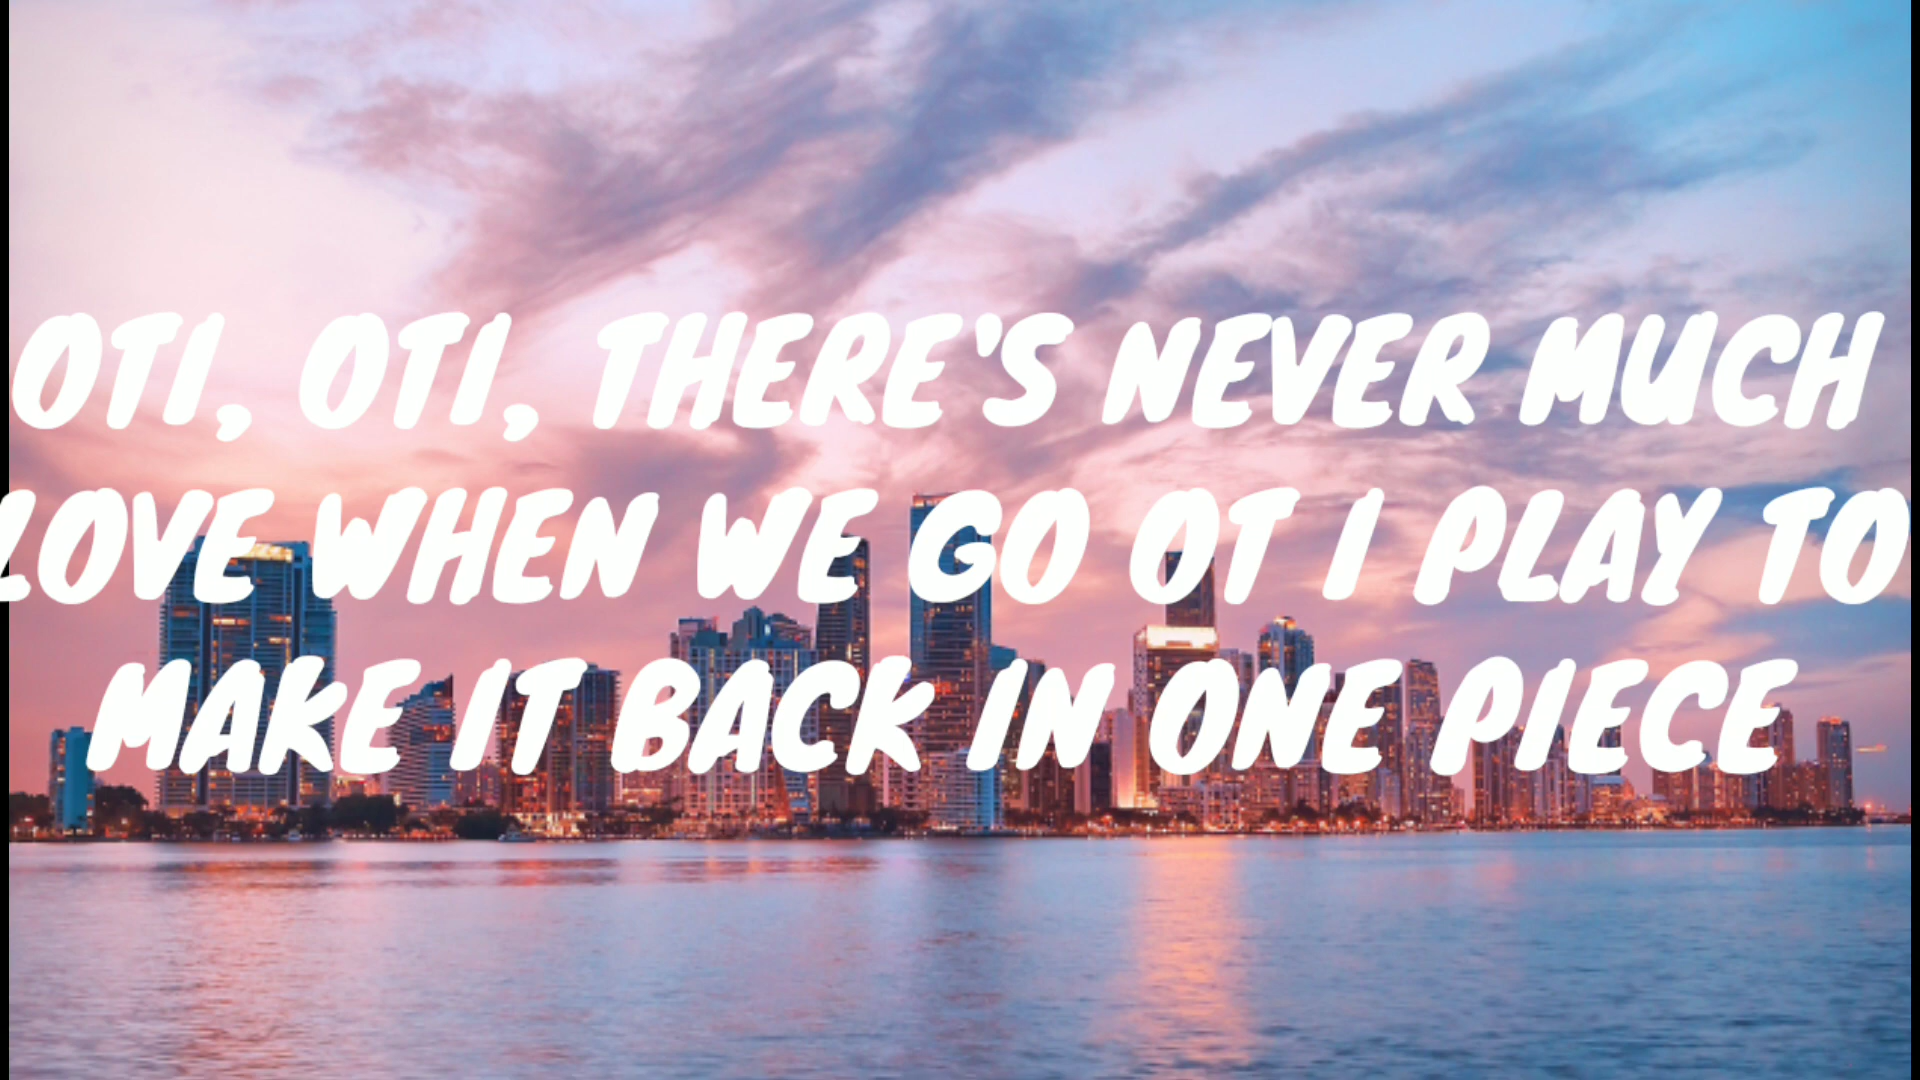 OTI, OTI, THERE'S NEVER MUCH
LOVE WHEN WE GO OT I PLAY TO
MAKE IT BACK IN ONE PIECE